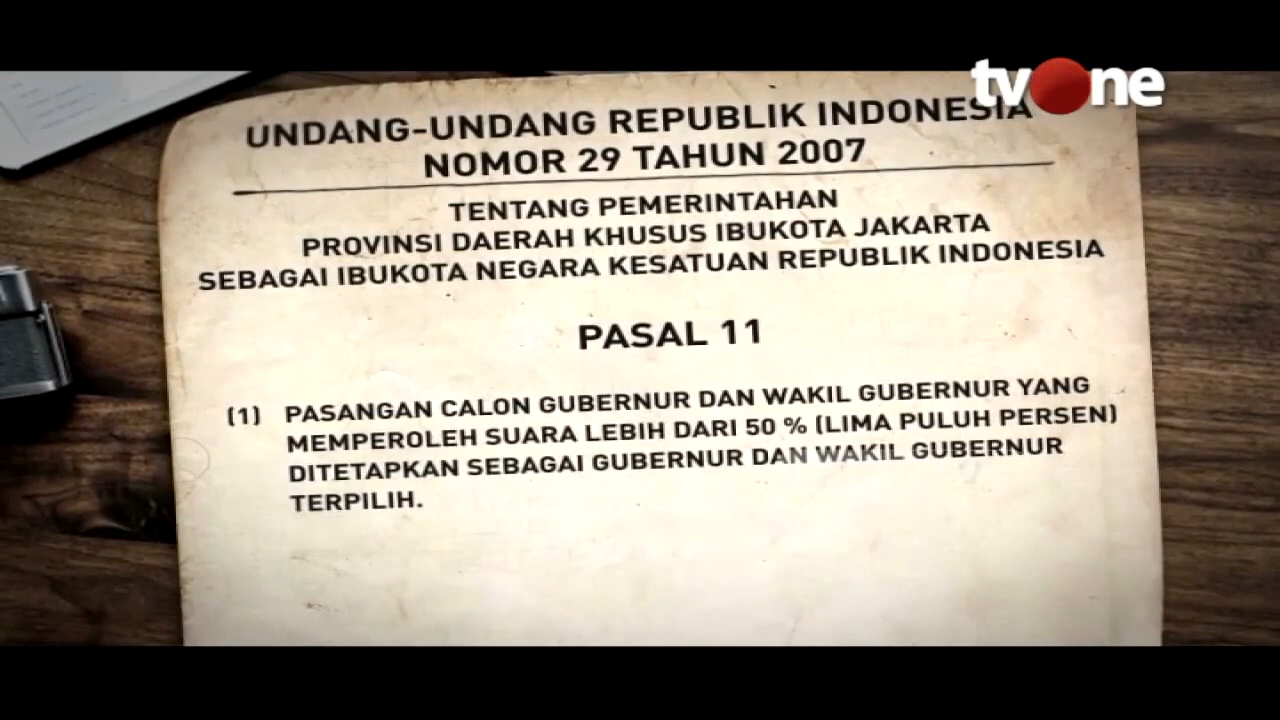 tvOne
UNDANG-UNDANG REPUBLIK INDONESIA
NOMOR 29 TAHUN 2007
TENTANG PEMERINTAHAN
PROVINSI DAERAH KHUSUS IBUKOTA JAKARTA
SEBAGAI IBUKOTA NEGARA KESATUAN REPUBLIK INDONESIA
PASAL 11
(1) PASANGAN CALON GUBERNUR DAN WAKIL GUBERNUR YANG
MEMPEROLEH SUARA LEBIH DARI 50 % (LIMA PULUH PERSEN)
DITETAPKAN SEBAGAI GUBERNUR DAN WAKIL GUBERNUR
TERPILIH.